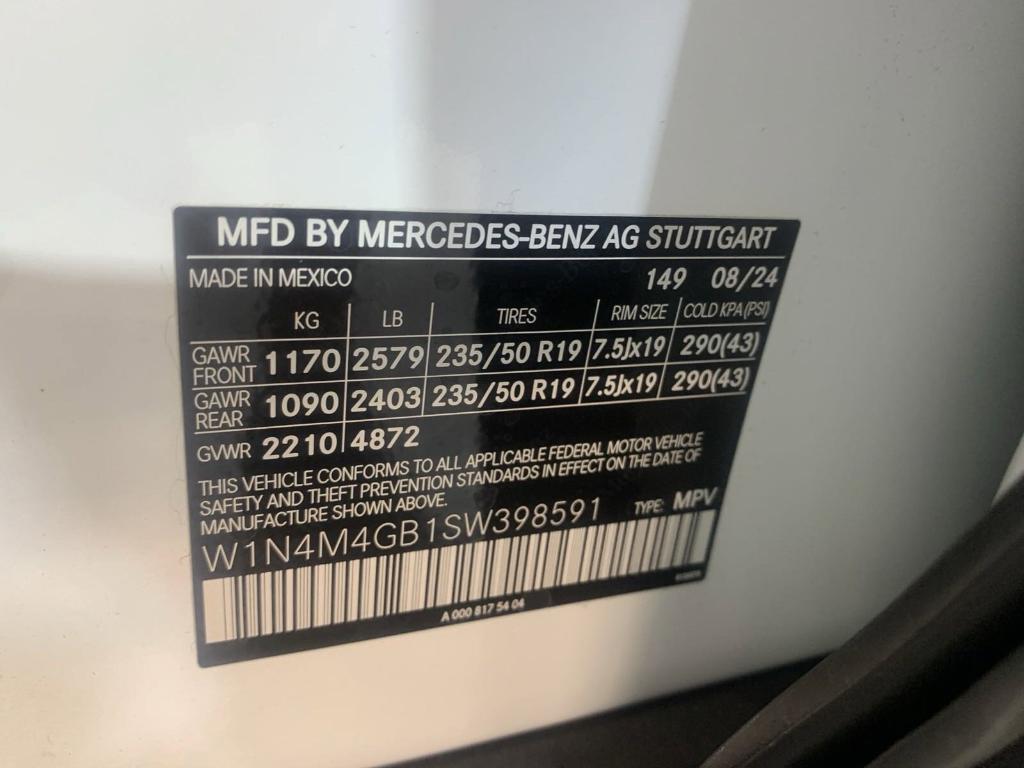 MFD BY MERCEDES-BENZ AG STUTTGART
MADE IN MEXICO 149 08/24
KG LB TIRES RIM SIZE COLD KPA(PSI)
GAWR FRONT 1170 2579 235/50 R19 7.5Jx19 290(43)
GAWR REAR 1090 2403 235/50 R19 7.5Jx19 290(43)
GVWR 2210 4872
THIS VEHICLE CONFORMS TO ALL APPLICABLE FEDERAL MOTOR VEHICLE
SAFETY AND THEFT PREVENTION STANDARDS IN EFFECT ON THE DATE OF
MANUFACTURE SHOWN ABOVE.
W1N4M4GB1SW398591 TYPE: MPV
A 000 817 54 04